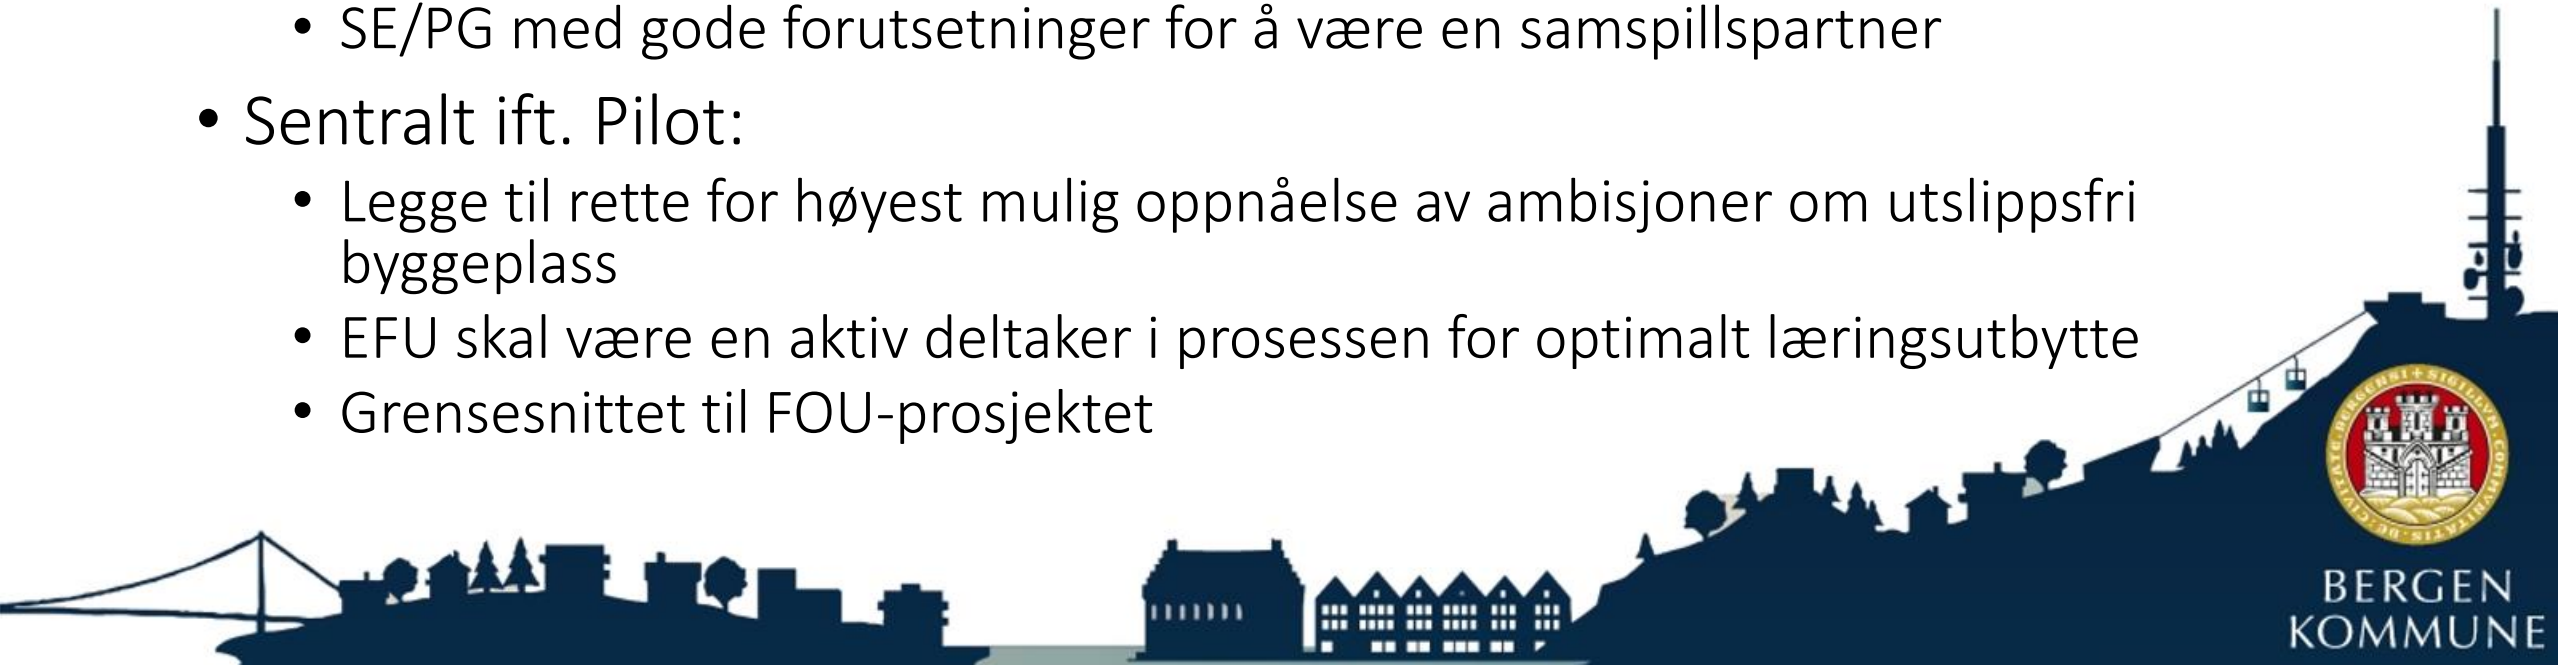 • SE/PG med gode forutsetninger for å være en samspillspartner
• Sentralt ift. Pilot:
• Legge til rette for høyest mulig oppnåelse av ambisjoner om utslippsfri
byggeplass
• EFU skal være en aktiv deltaker i prosessen for optimalt læringsutbytte
• Grensesnittet til FOU-prosjektet
BERGEN
KOMMUNE